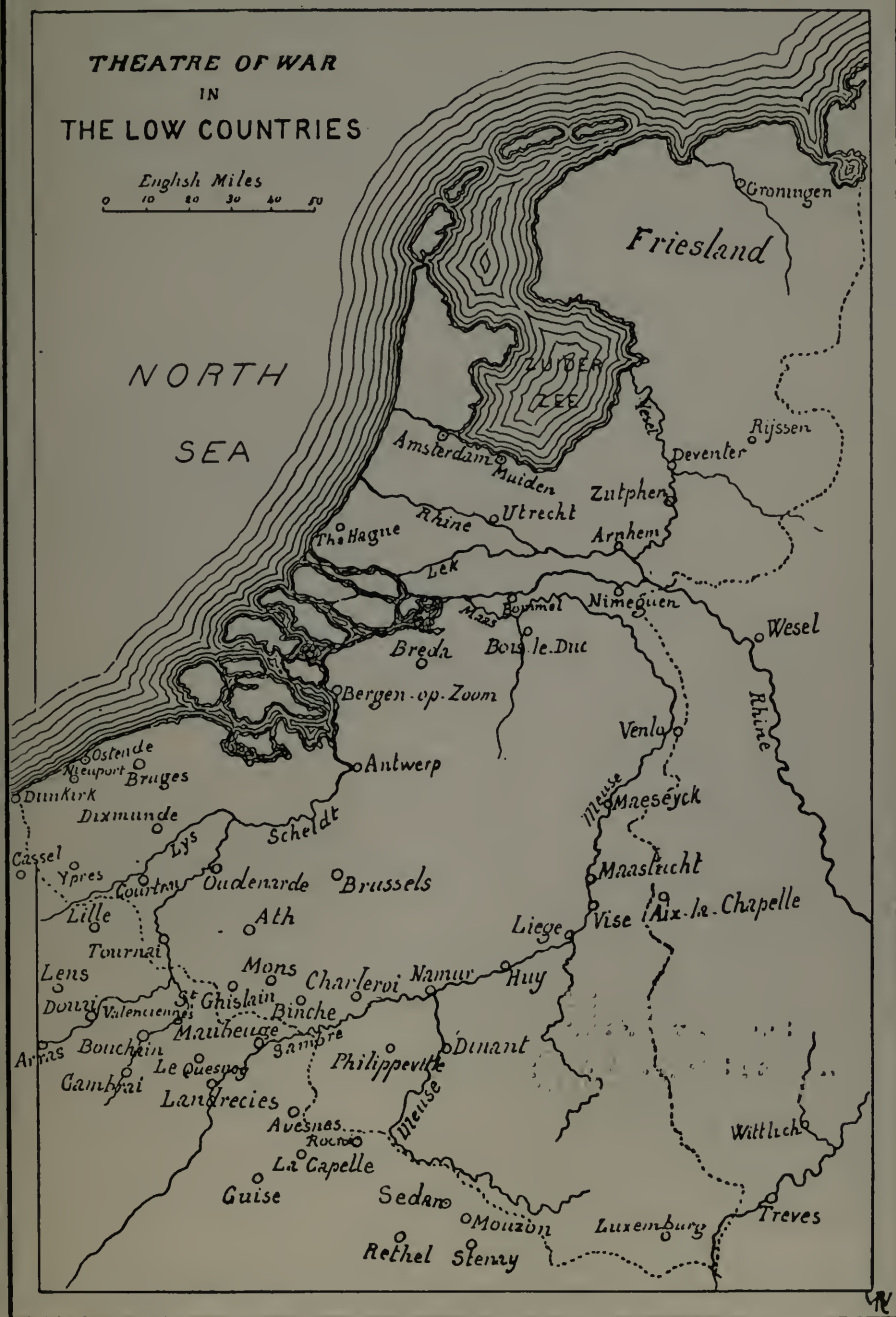 THEATRE OF WAR
IN
THE LOW COUNTRIES
English Miles
0 10 20 30 40 50
Groningen
Friesland
NORTH
SEA
ZUIDER
ZEE
Yesel
Rijssen
Amsterdam
Muiden
Deventer
Zutphen
Rhine
Utrecht
The Hague
Arnhem
Lek
Maas
Bommel
Nimeguen
Wesel
Breda
Bois-le-Duc
Bergen-op-Zoom
Rhine
Venlo
Ostende
Nieuport
Bruges
Antwerp
Dunkirk
Meuse
Maeséyck
Dixmunde
Lys
Scheldt
Cassel
Ypres
Courtrai
Oudenarde
Brussels
Maastricht
Lille
Ath
Vise
Aix-la-Chapelle
Liege
Tournai
Lens
Mons
Charleroi
Namur
Huy
Douai
Valenciennes
St Ghislain
Binche
Arras
Bouchain
Maubeuge
Sambre
Cambrai
Le Quesnoy
Philippeville
Dinant
Landrecies
Meuse
Avesnes
Rocroi
Wittlich
La Capelle
Guise
Sedan
Mouzon
Luxemburg
Treves
Rethel
Stenay